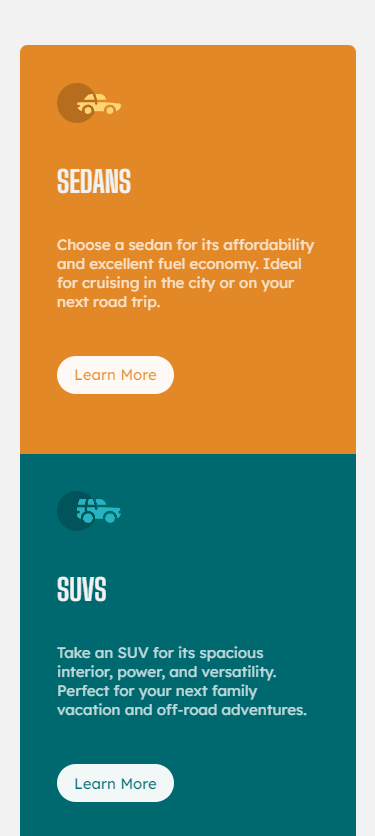 SEDANS
Choose a sedan for its affordability
and excellent fuel economy. Ideal
for cruising in the city or on your
next road trip.
Learn More
SUVS
Take an SUV for its spacious
interior, power, and versatility.
Perfect for your next family
vacation and off-road adventures.
Learn More